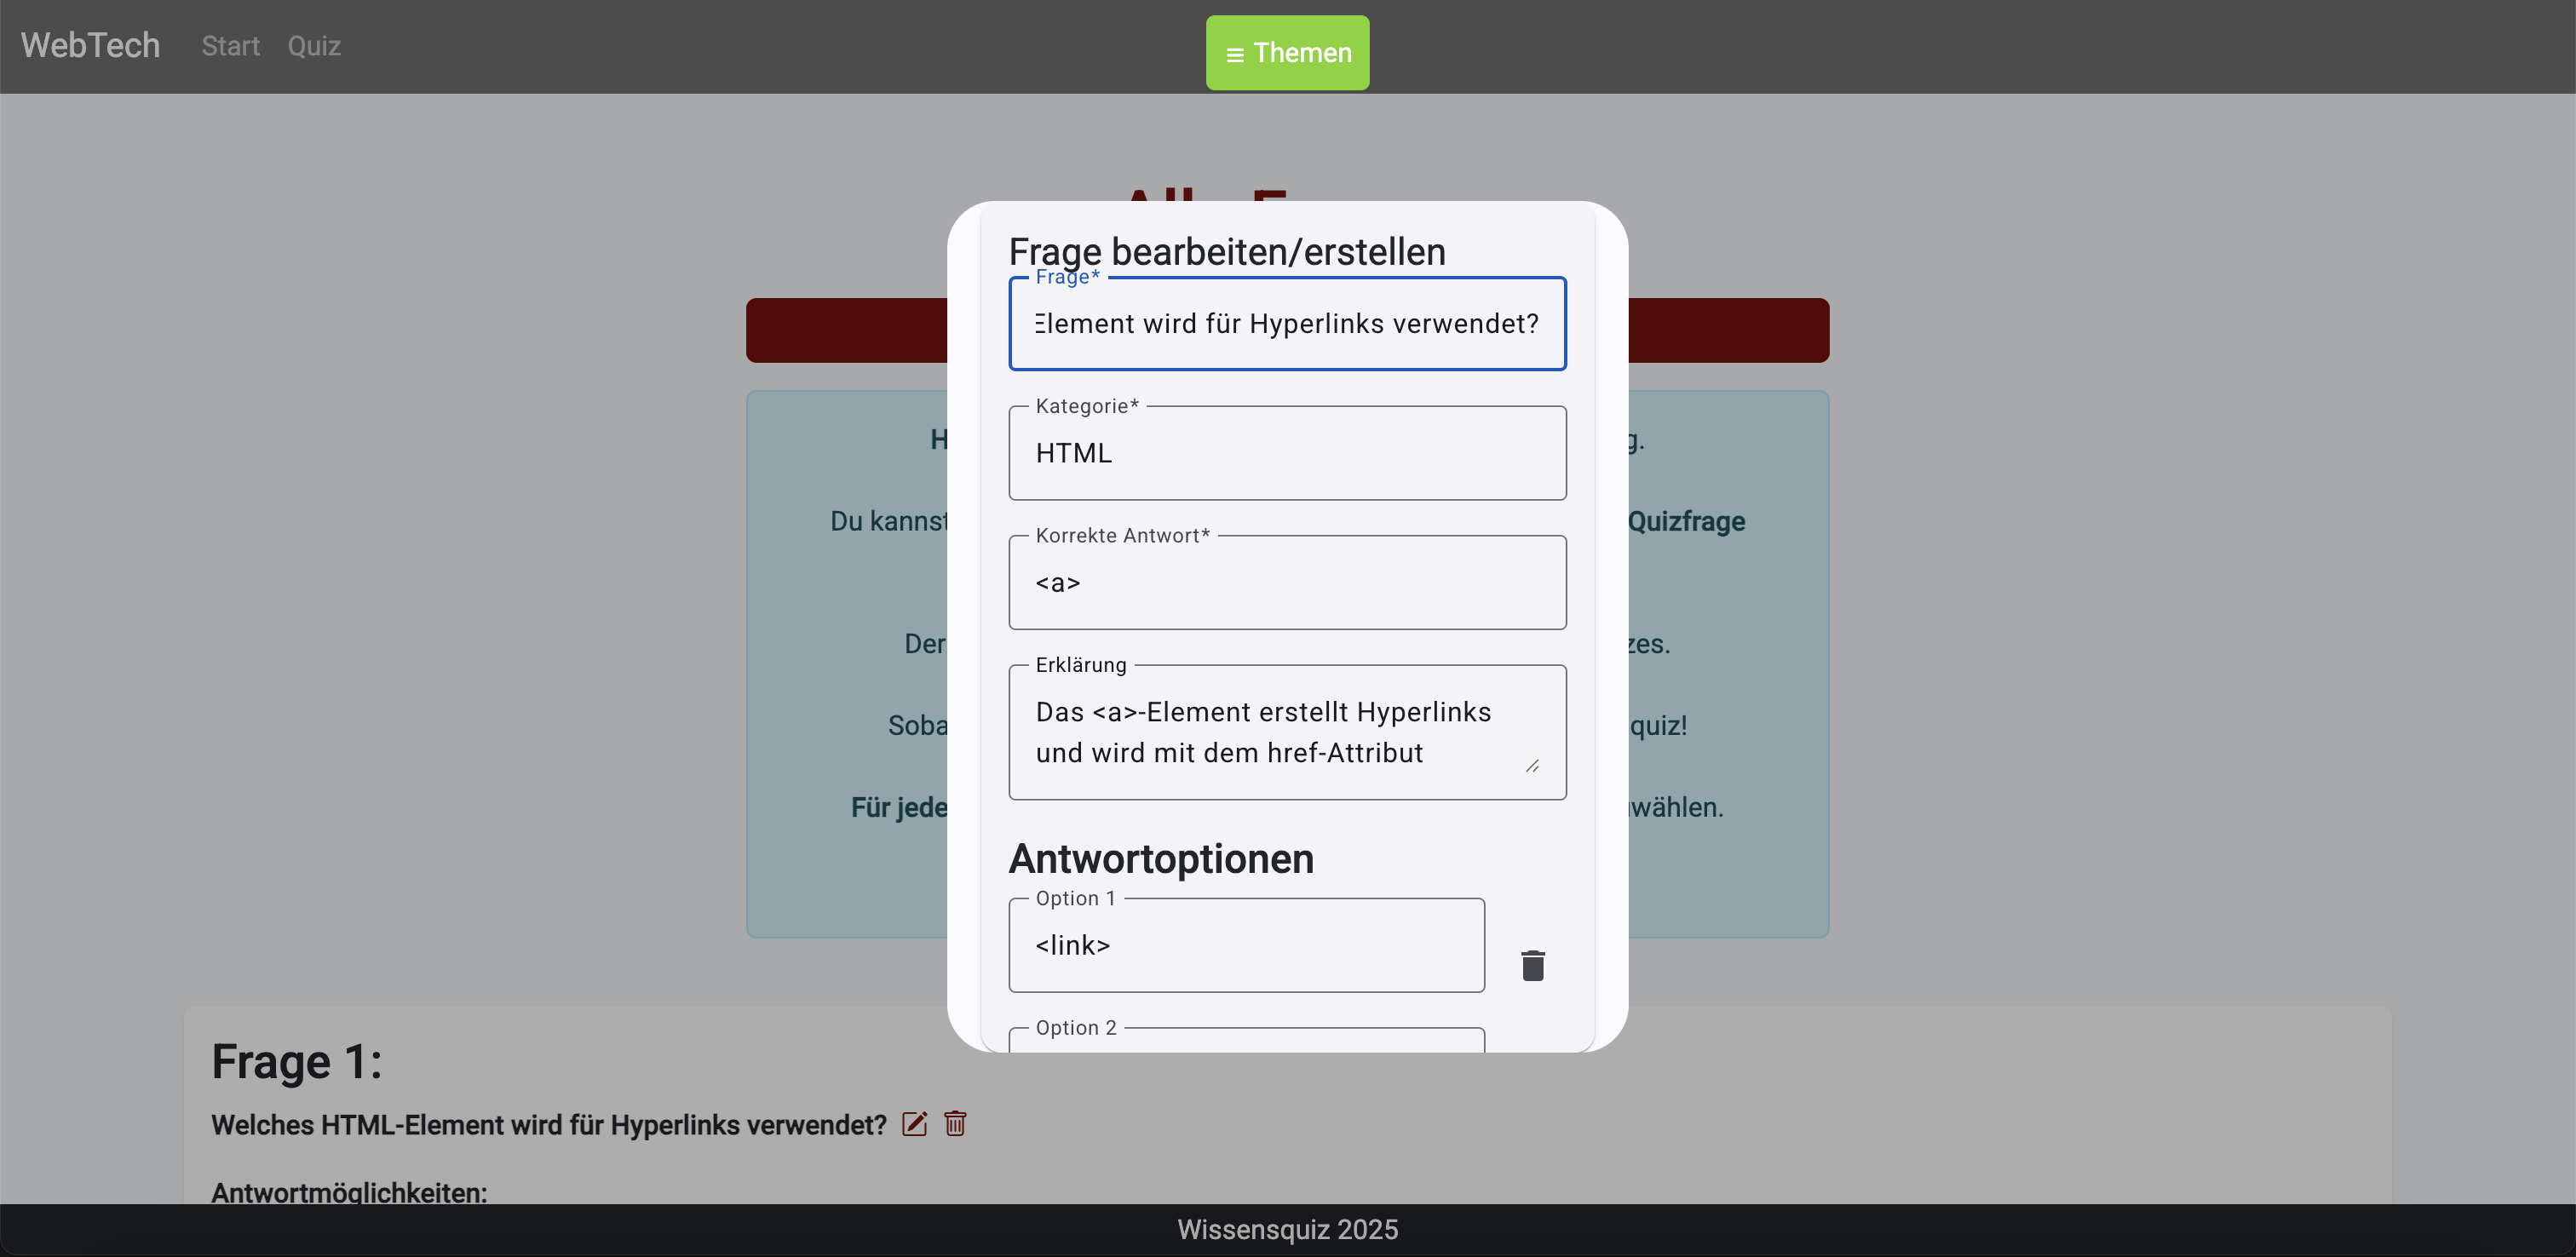 WebTech Start Quiz
≡ Themen
Frage bearbeiten/erstellen
Frage*
Element wird für Hyperlinks verwendet?
Kategorie*
HTML
Korrekte Antwort*
<a>
Erklärung
Das <a>-Element erstellt Hyperlinks
und wird mit dem href-Attribut
Antwortoptionen
Option 1
<link>
Option 2
H
g.
Du kannst
Quizfrage
Der
zes.
Soba
quiz!
Für jede
wählen.
Frage 1:
Welches HTML-Element wird für Hyperlinks verwendet?
Antwortmöglichkeiten:
Wissensquiz 2025